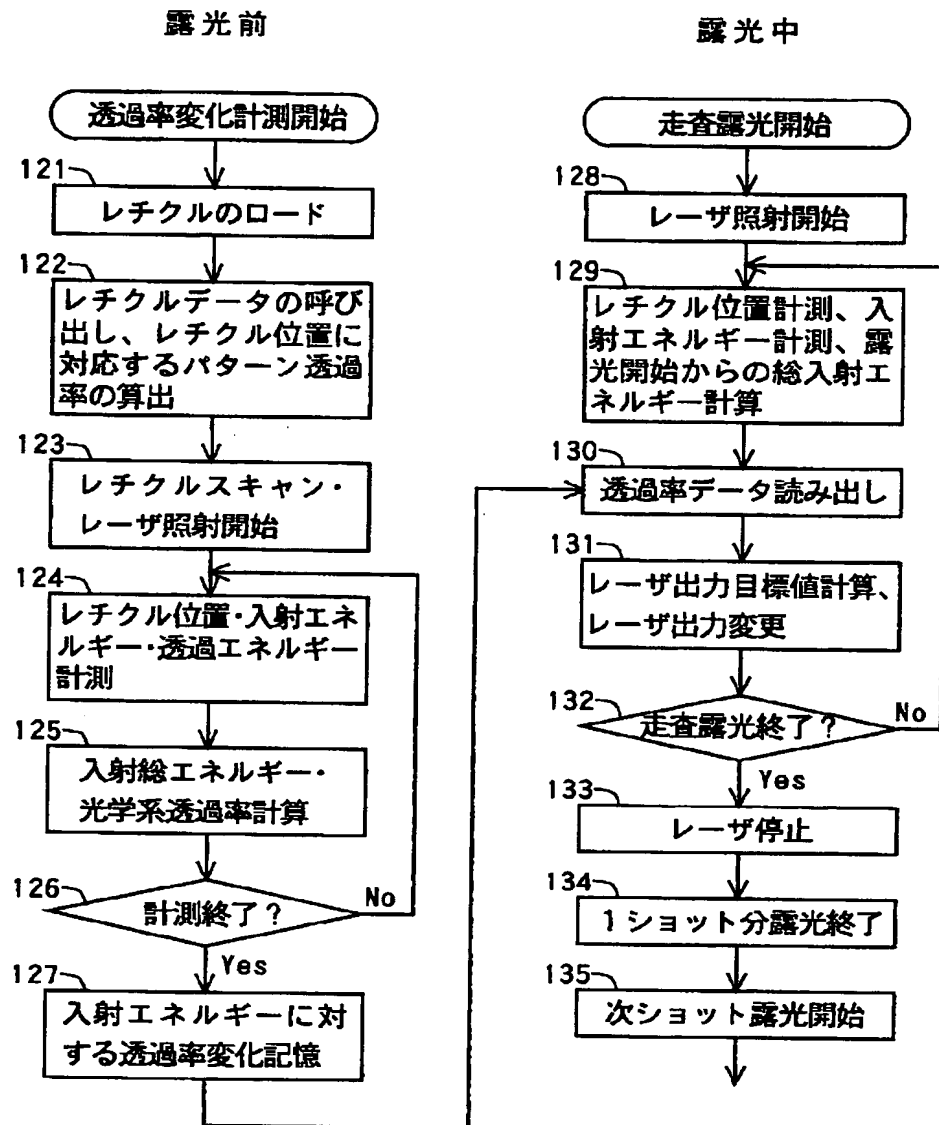 露光前
透過率変化計測開始
121
レチクルのロード
122
レチクルデータの呼び
出し、レチクル位置に
対応するパターン透過
率の算出
123
レチクルスキャン・
レーザ照射開始
124
レチクル位置・入射エネ
ルギー・透過エネルギー
計測
125
入射総エネルギー・
光学系透過率計算
126
計測終了?
No
Yes
127
入射エネルギーに対
する透過率変化記憶
露光中
走査露光開始
128
レーザ照射開始
129
レチクル位置計測、入
射エネルギー計測、露
光開始からの総入射エ
ネルギー計算
130
透過率データ読み出し
131
レーザ出力目標値計算、
レーザ出力変更
132
走査露光終了?
No
Yes
133
レーザ停止
134
1ショット分露光終了
135
次ショット露光開始